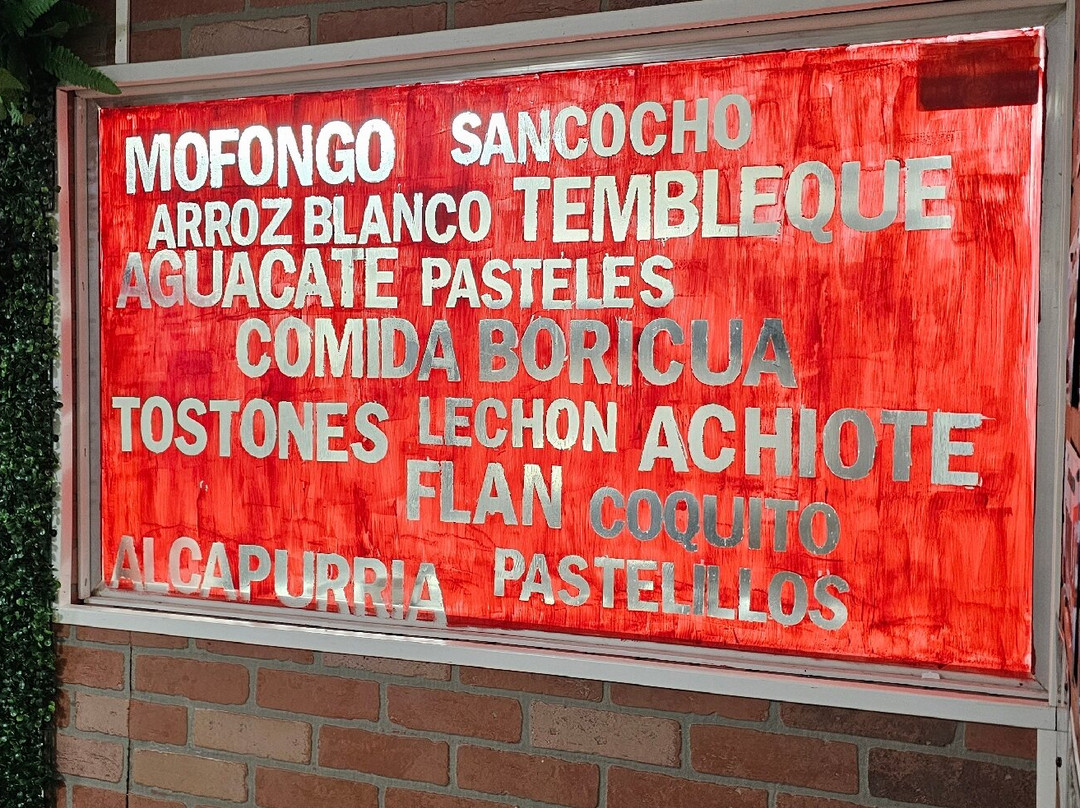 MOFONGO SANCOCHO
ARROZ BLANCO TEMBLEQUE
AGUACATE PASTELES
COMIDA BORICUA
TOSTONES LECHON ACHIOTE
FLAN COQUITO
ALCAPURRIA PASTELILLOS